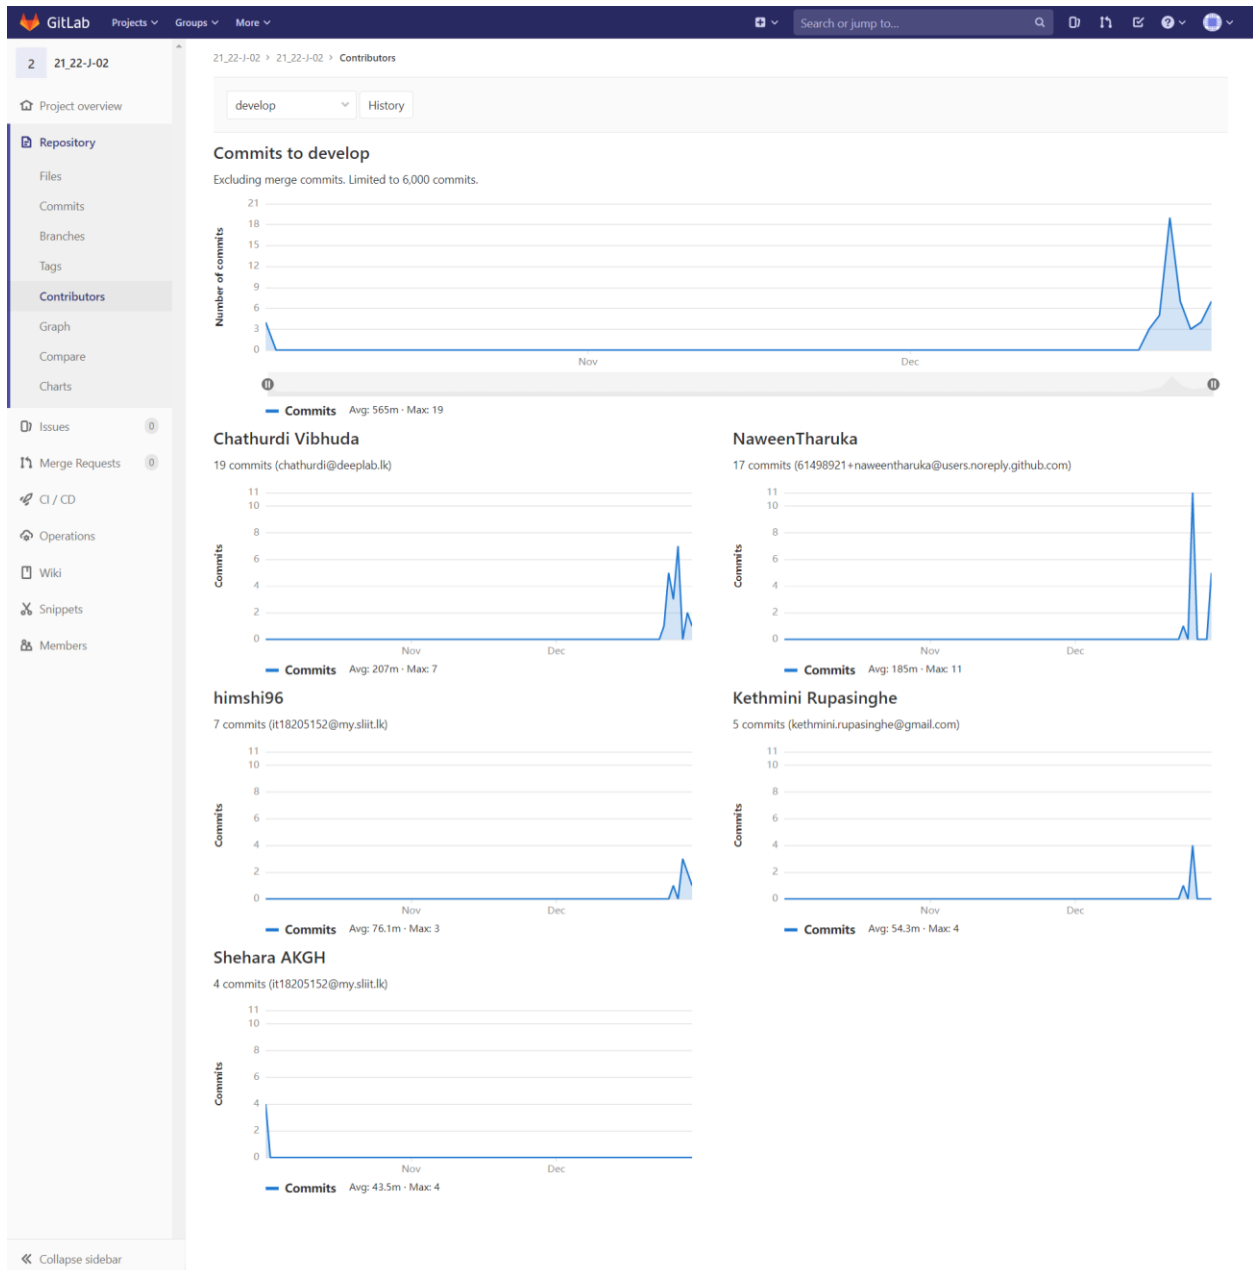 GitLab Projects Groups More Search or jump to...
2 21_22-J-02
Project overview
Repository
Files
Commits
Branches
Tags
Contributors
Graph
Compare
Charts
Issues 0
Merge Requests 0
CI / CD
Operations
Wiki
Snippets
Members
Collapse sidebar
21_22-J-02 > 21_22-J-02 > Contributors
develop History
Commits to develop
Excluding merge commits. Limited to 6,000 commits.
Number of commits
21
18
15
12
9
6
3
0
Nov Dec
Commits Avg: 565m · Max: 19
Chathurdi Vibhuda
19 commits (chathurdi@deeplab.lk)
Commits
11
10
8
6
4
2
0
Nov Dec
Commits Avg: 207m · Max: 7
NaweenTharuka
17 commits (61498921+naweentharuka@users.noreply.github.com)
Commits
11
10
8
6
4
2
0
Nov Dec
Commits Avg: 185m · Max: 11
himshi96
7 commits (it18205152@my.sliit.lk)
Commits
11
10
8
6
4
2
0
Nov Dec
Commits Avg: 76.1m · Max: 3
Kethmini Rupasinghe
5 commits (kethmini.rupasinghe@gmail.com)
Commits
11
10
8
6
4
2
0
Nov Dec
Commits Avg: 54.3m · Max: 4
Shehara AKGH
4 commits (it18205152@my.sliit.lk)
Commits
11
10
8
6
4
2
0
Nov Dec
Commits Avg: 43.5m · Max: 4